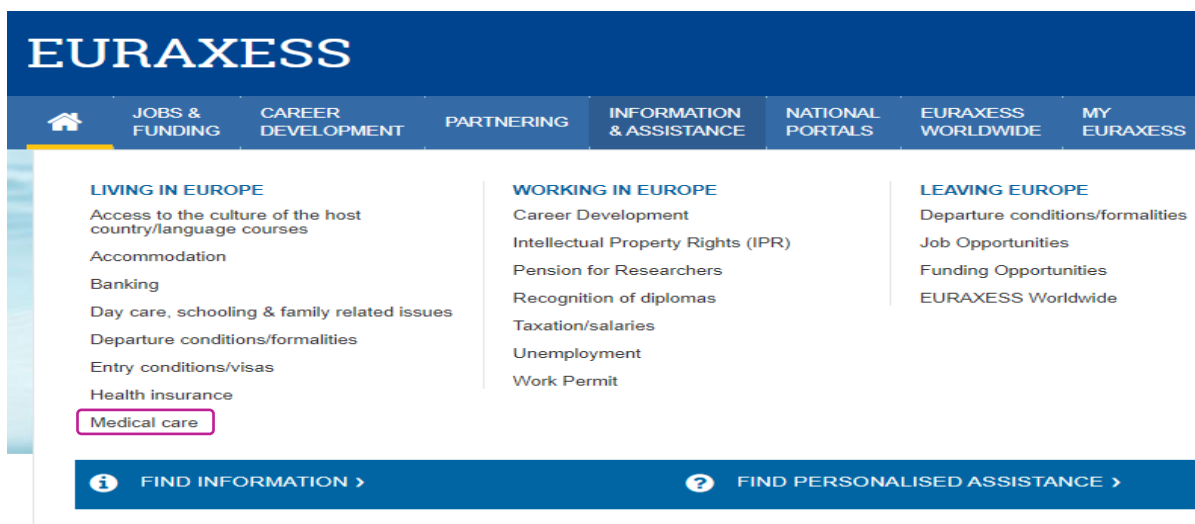 EURAXESS
JOBS &
FUNDING
CAREER
DEVELOPMENT
PARTNERING
INFORMATION
& ASSISTANCE
NATIONAL
PORTALS
EURAXESS
WORLDWIDE
MY
EURAXESS
LIVING IN EUROPE
Access to the culture of the host
country/language courses
Accommodation
Banking
Day care, schooling & family related issues
Departure conditions/formalities
Entry conditions/visas
Health insurance
Medical care
WORKING IN EUROPE
Career Development
Intellectual Property Rights (IPR)
Pension for Researchers
Recognition of diplomas
Taxation/salaries
Unemployment
Work Permit
LEAVING EUROPE
Departure conditions/formalities
Job Opportunities
Funding Opportunities
EURAXESS Worldwide
FIND INFORMATION >
FIND PERSONALISED ASSISTANCE >